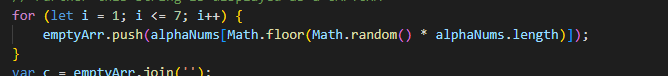 for (let i = 1; i <= 7; i++) {
emptyArr.push(alphaNums[Math.floor(Math.random() * alphaNums.length)]);
}
var c = emptyArr.join('');